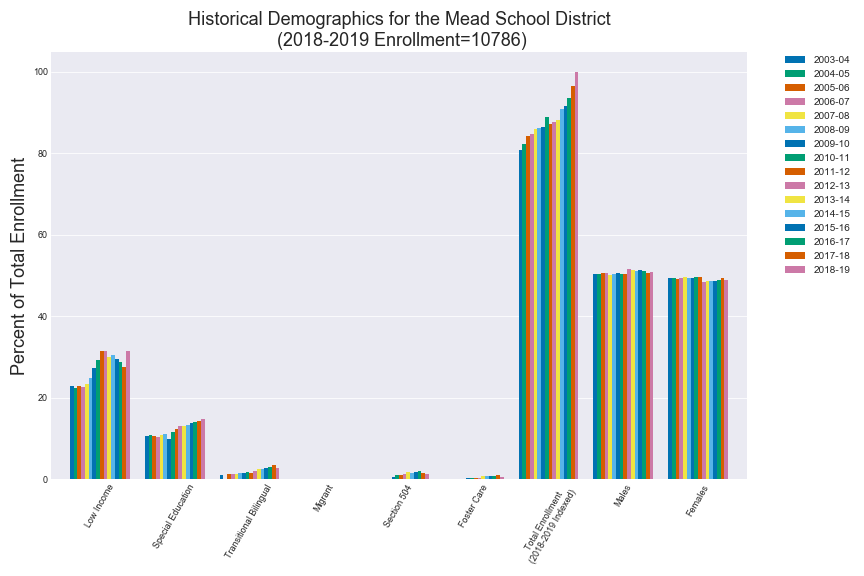 Historical Demographics for the Mead School District
(2018-2019 Enrollment=10786)
Percent of Total Enrollment
100
80
60
40
20
0
Low Income
Special Education
Transitional Bilingual
Migrant
Section 504
Foster Care
Total Enrollment
(2018-2019 Indexed)
Males
Females
2003-04
2004-05
2005-06
2006-07
2007-08
2008-09
2009-10
2010-11
2011-12
2012-13
2013-14
2014-15
2015-16
2016-17
2017-18
2018-19